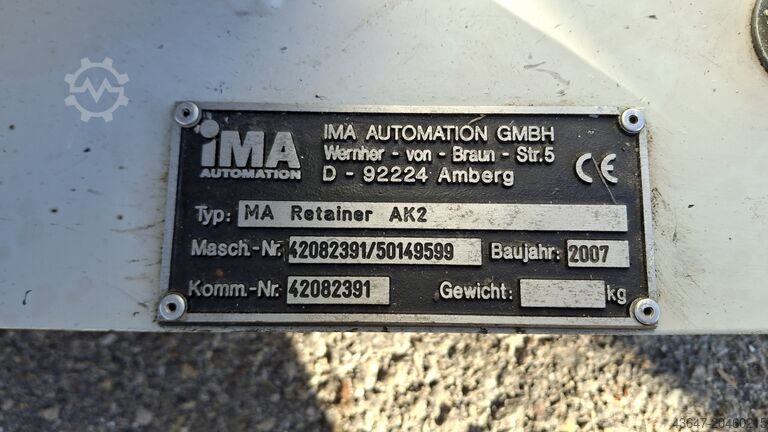 iMA
AUTOMATION
IMA AUTOMATION GMBH
Wernher - von - Braun - Str.5
D - 92224 Amberg
CE
Typ: MA Retainer AK2
Masch.-Nr. 42082391/50149599 Baujahr: 2007
Komm.-Nr. 42082391 Gewicht: kg
43647-20460215